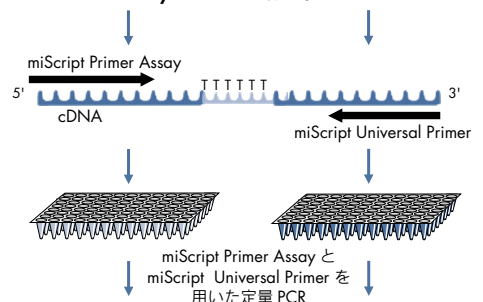 miScript Primer Assay
T T T T T T
5'
3'
cDNA
miScript Universal Primer
miScript Primer Assay と
miScript Universal Primer を
用いた定量 PCR